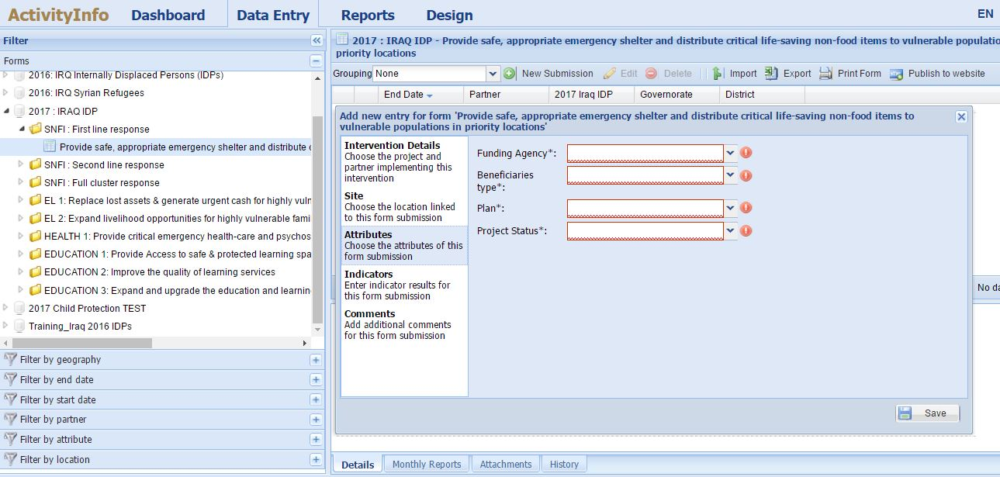 ActivityInfo
Dashboard
Data Entry
Reports
Design
EN
Filter
Forms
2016: IRQ Internally Displaced Persons (IDPs)
2016: IRQ Syrian Refugees
2017 : IRAQ IDP
SNFI : First line response
Provide safe, appropriate emergency shelter and distribute
SNFI : Second line response
SNFI : Full cluster response
EL 1: Replace lost assets & generate urgent cash for highly vuln
EL 2: Expand livelihood opportunities for highly vulnerable fami
HEALTH 1: Provide critical emergency health-care and psychos
EDUCATION 1: Provide Access to safe & protected learning spa
EDUCATION 2: Improve the quality of learning services
EDUCATION 3: Expand and upgrade the education and learnin
2017 Child Protection TEST
Training_Iraq 2016 IDPs
Filter by geography
Filter by end date
Filter by start date
Filter by partner
Filter by attribute
Filter by location
2017 : IRAQ IDP - Provide safe, appropriate emergency shelter and distribute critical life-saving non-food items to vulnerable populatio
priority locations
Grouping None New Submission Edit Delete Import Export Print Form Publish to website
End Date Partner 2017 Iraq IDP Governorate District
Add new entry for form 'Provide safe, appropriate emergency shelter and distribute critical life-saving non-food items to
vulnerable populations in priority locations'
Intervention Details
Choose the project and
partner implementing this
intervention
Site
Choose the location linked
to this form submission
Attributes
Choose the attributes of this
form submission
Indicators
Enter indicator results for
this form submission
Comments
Add additional comments
for this form submission
Funding Agency*:
Beneficiaries
type*:
Plan*:
Project Status*:
No da
Save
Details Monthly Reports Attachments History